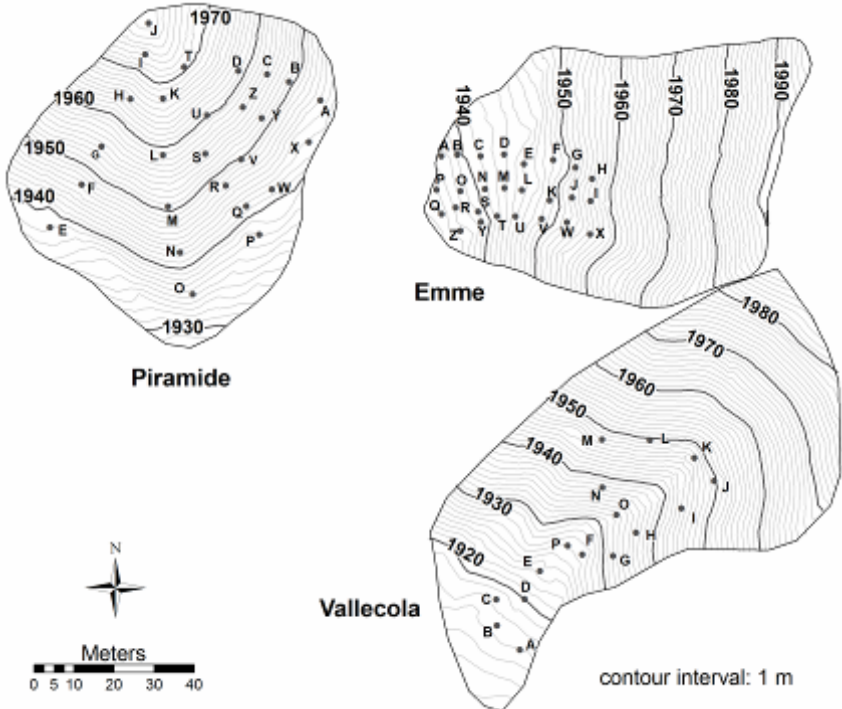 J
1970
I
T
D
C
B
H
K
Z
A
1960
U
Y
L
S
V
X
1950
G
R
W
F
M
Q
1940
E
N
P
O
1930
Piramide
1940
1950
1960
1970
1980
1990
A
B
C
D
E
F
G
H
P
O
N
M
L
K
J
I
Q
R
S
T
U
V
W
X
Z
Y
Emme
1980
1970
1960
1950
M
L
K
1940
J
N
O
I
1930
P
F
H
G
1920
E
D
C
B
A
Vallecola
N
Meters
0 5 10 20 30 40
contour interval: 1 m